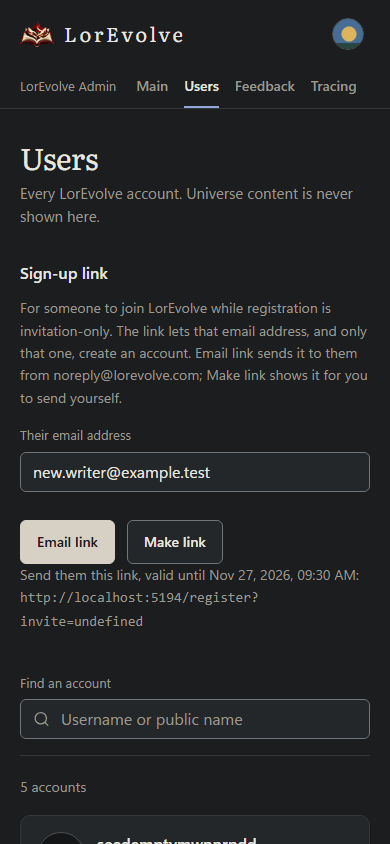 LorEvolve
LorEvolve Admin Main Users Feedback Tracing
Users
Every LorEvolve account. Universe content is never
shown here.
Sign-up link
For someone to join LorEvolve while registration is
invitation-only. The link lets that email address, and only
that one, create an account. Email link sends it to them
from noreply@lorevolve.com; Make link shows it for you
to send yourself.
Their email address
new.writer@example.test
Email link Make link
Send them this link, valid until Nov 27, 2026, 09:30 AM:
http://localhost:5194/register?
invite=undefined
Find an account
Username or public name
5 accounts